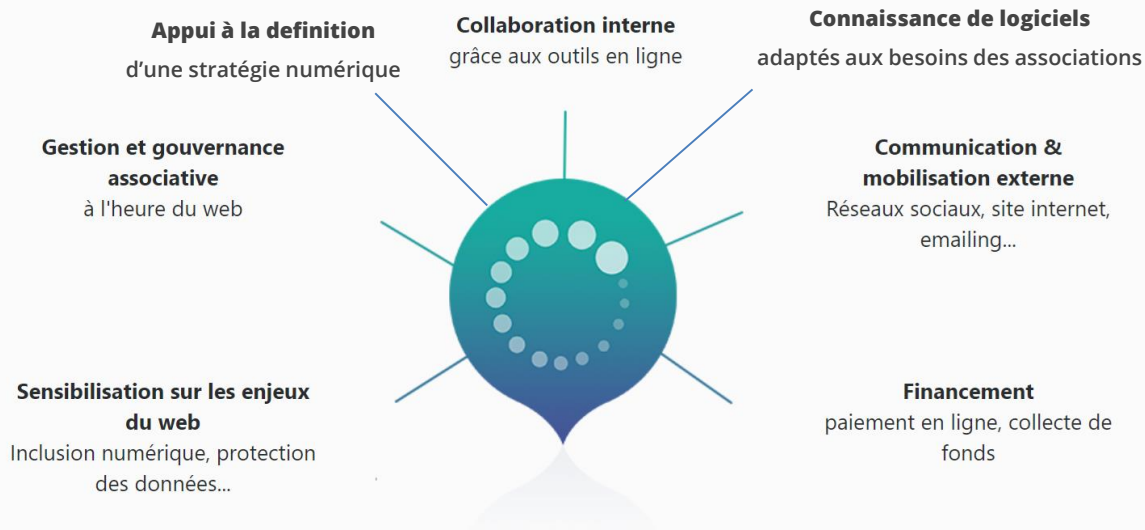 Appui à la definition
d'une stratégie numérique
Collaboration interne
grâce aux outils en ligne
Connaissance de logiciels
adaptés aux besoins des associations
Gestion et gouvernance
associative
à l'heure du web
Communication &
mobilisation externe
Réseaux sociaux, site internet,
emailing...
Sensibilisation sur les enjeux
du web
Inclusion numérique, protection
des données...
Financement
paiement en ligne, collecte de
fonds